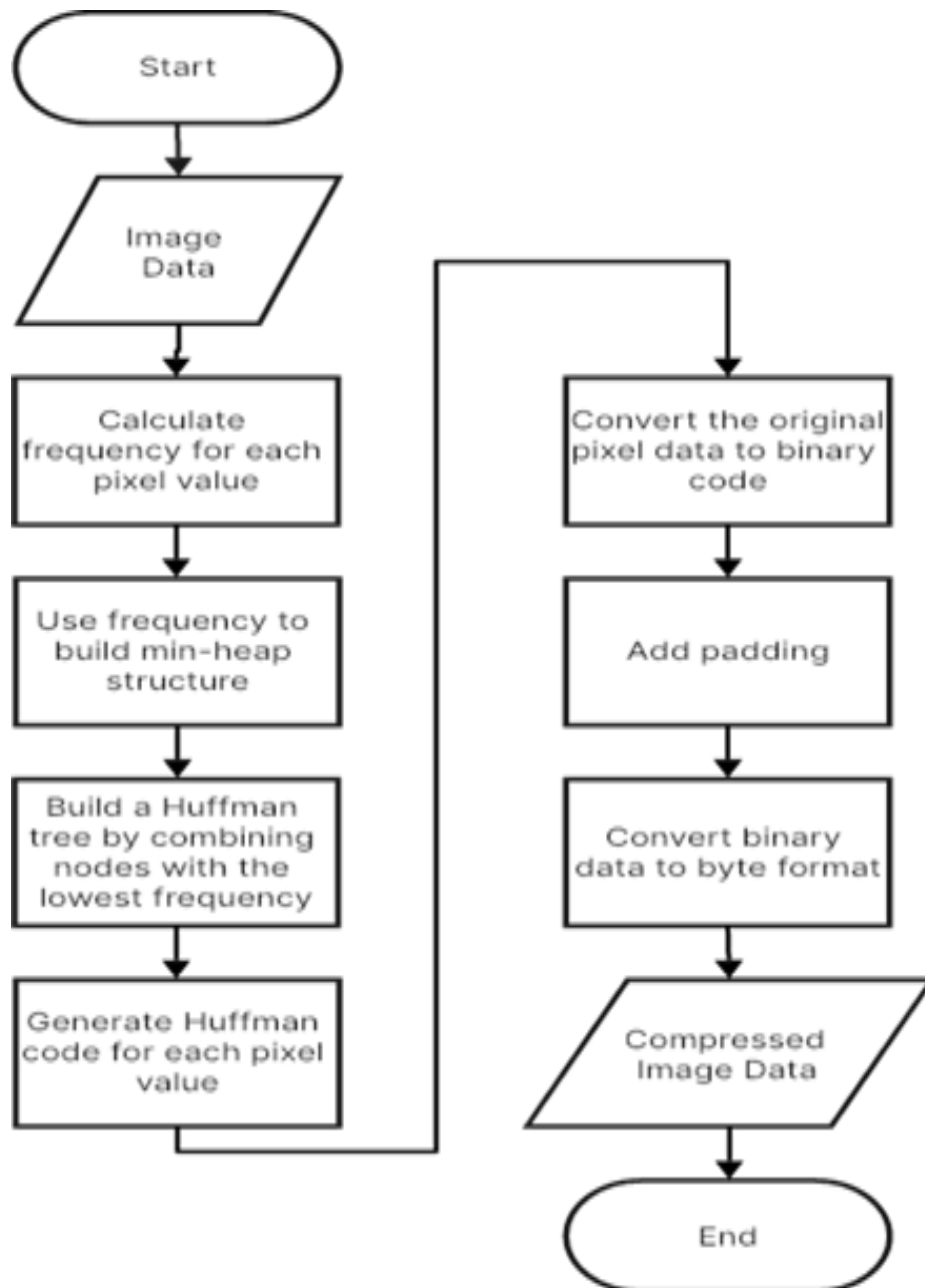 Start
Image
Data
Calculate
frequency for each
pixel value
Use frequency to
build min-heap
structure
Build a Huffman
tree by combining
nodes with the
lowest frequency
Generate Huffman
code for each pixel
value
Convert the original
pixel data to binary
code
Add padding
Convert binary
data to byte format
Compressed
Image Data
End